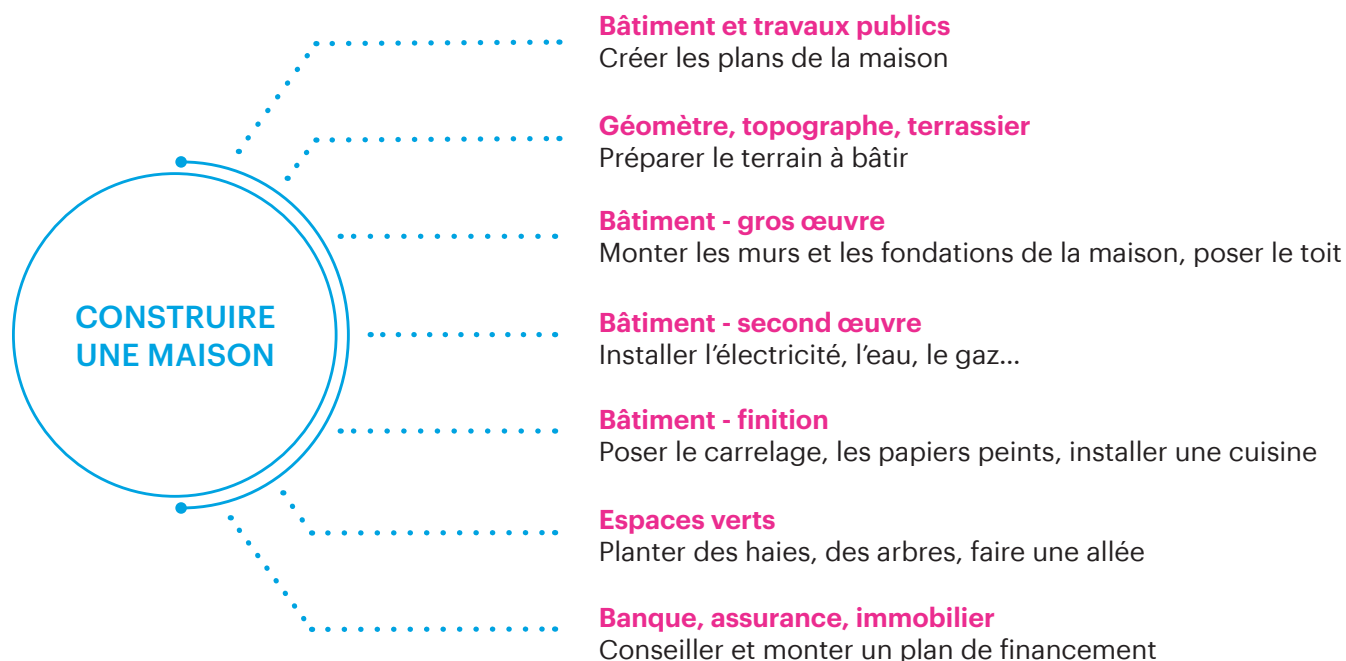 Bâtiment et travaux publics
Créer les plans de la maison
Géomètre, topographe, terrassier
Préparer le terrain à bâtir
Bâtiment - gros œuvre
Monter les murs et les fondations de la maison, poser le toit
CONSTRUIRE
UNE MAISON
Bâtiment - second œuvre
Installer l’électricité, l’eau, le gaz...
Bâtiment - finition
Poser le carrelage, les papiers peints, installer une cuisine
Espaces verts
Planter des haies, des arbres, faire une allée
Banque, assurance, immobilier
Conseiller et monter un plan de financement